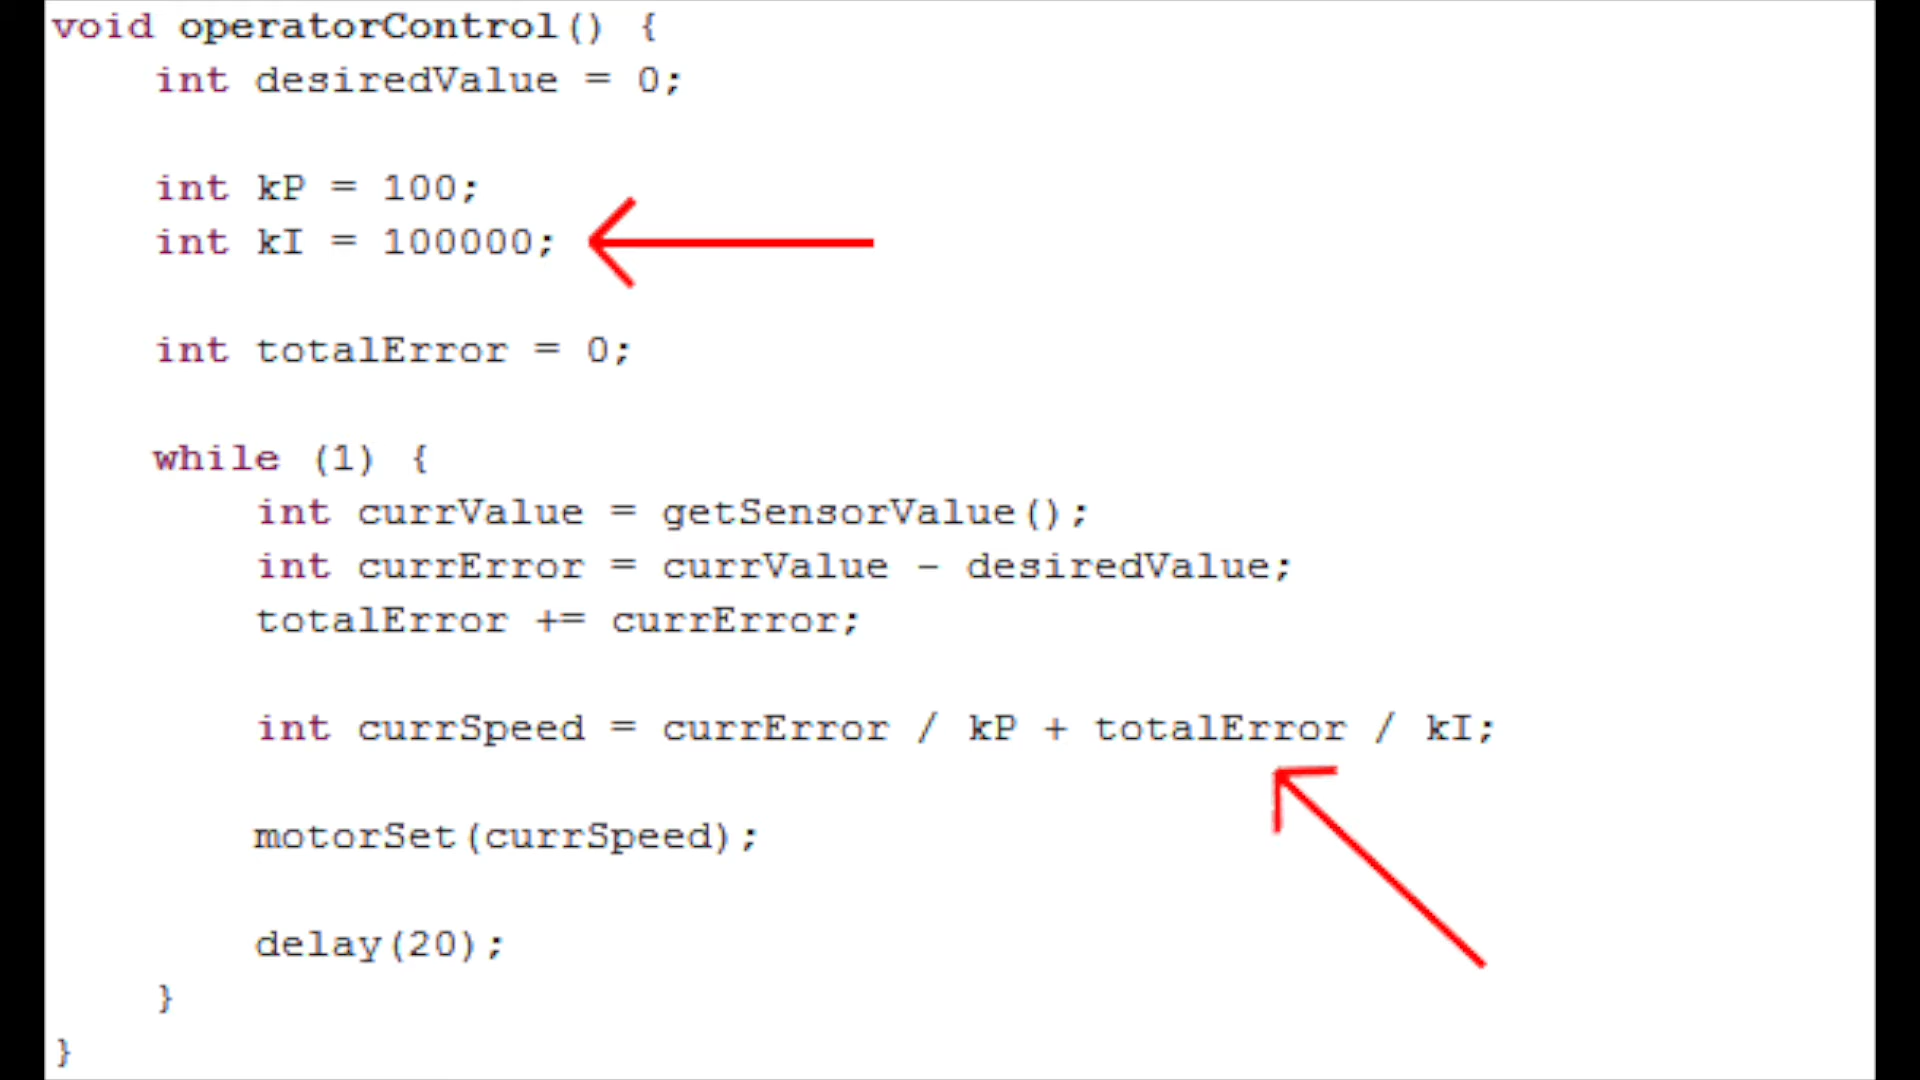 void operatorControl() {
int desiredValue = 0;
int kP = 100;
int kI = 100000;
int totalError = 0;
while (1) {
int currValue = getSensorValue();
int currError = currValue - desiredValue;
totalError += currError;
int currSpeed = currError / kP + totalError / kI;
motorSet(currSpeed);
delay(20);
}
}